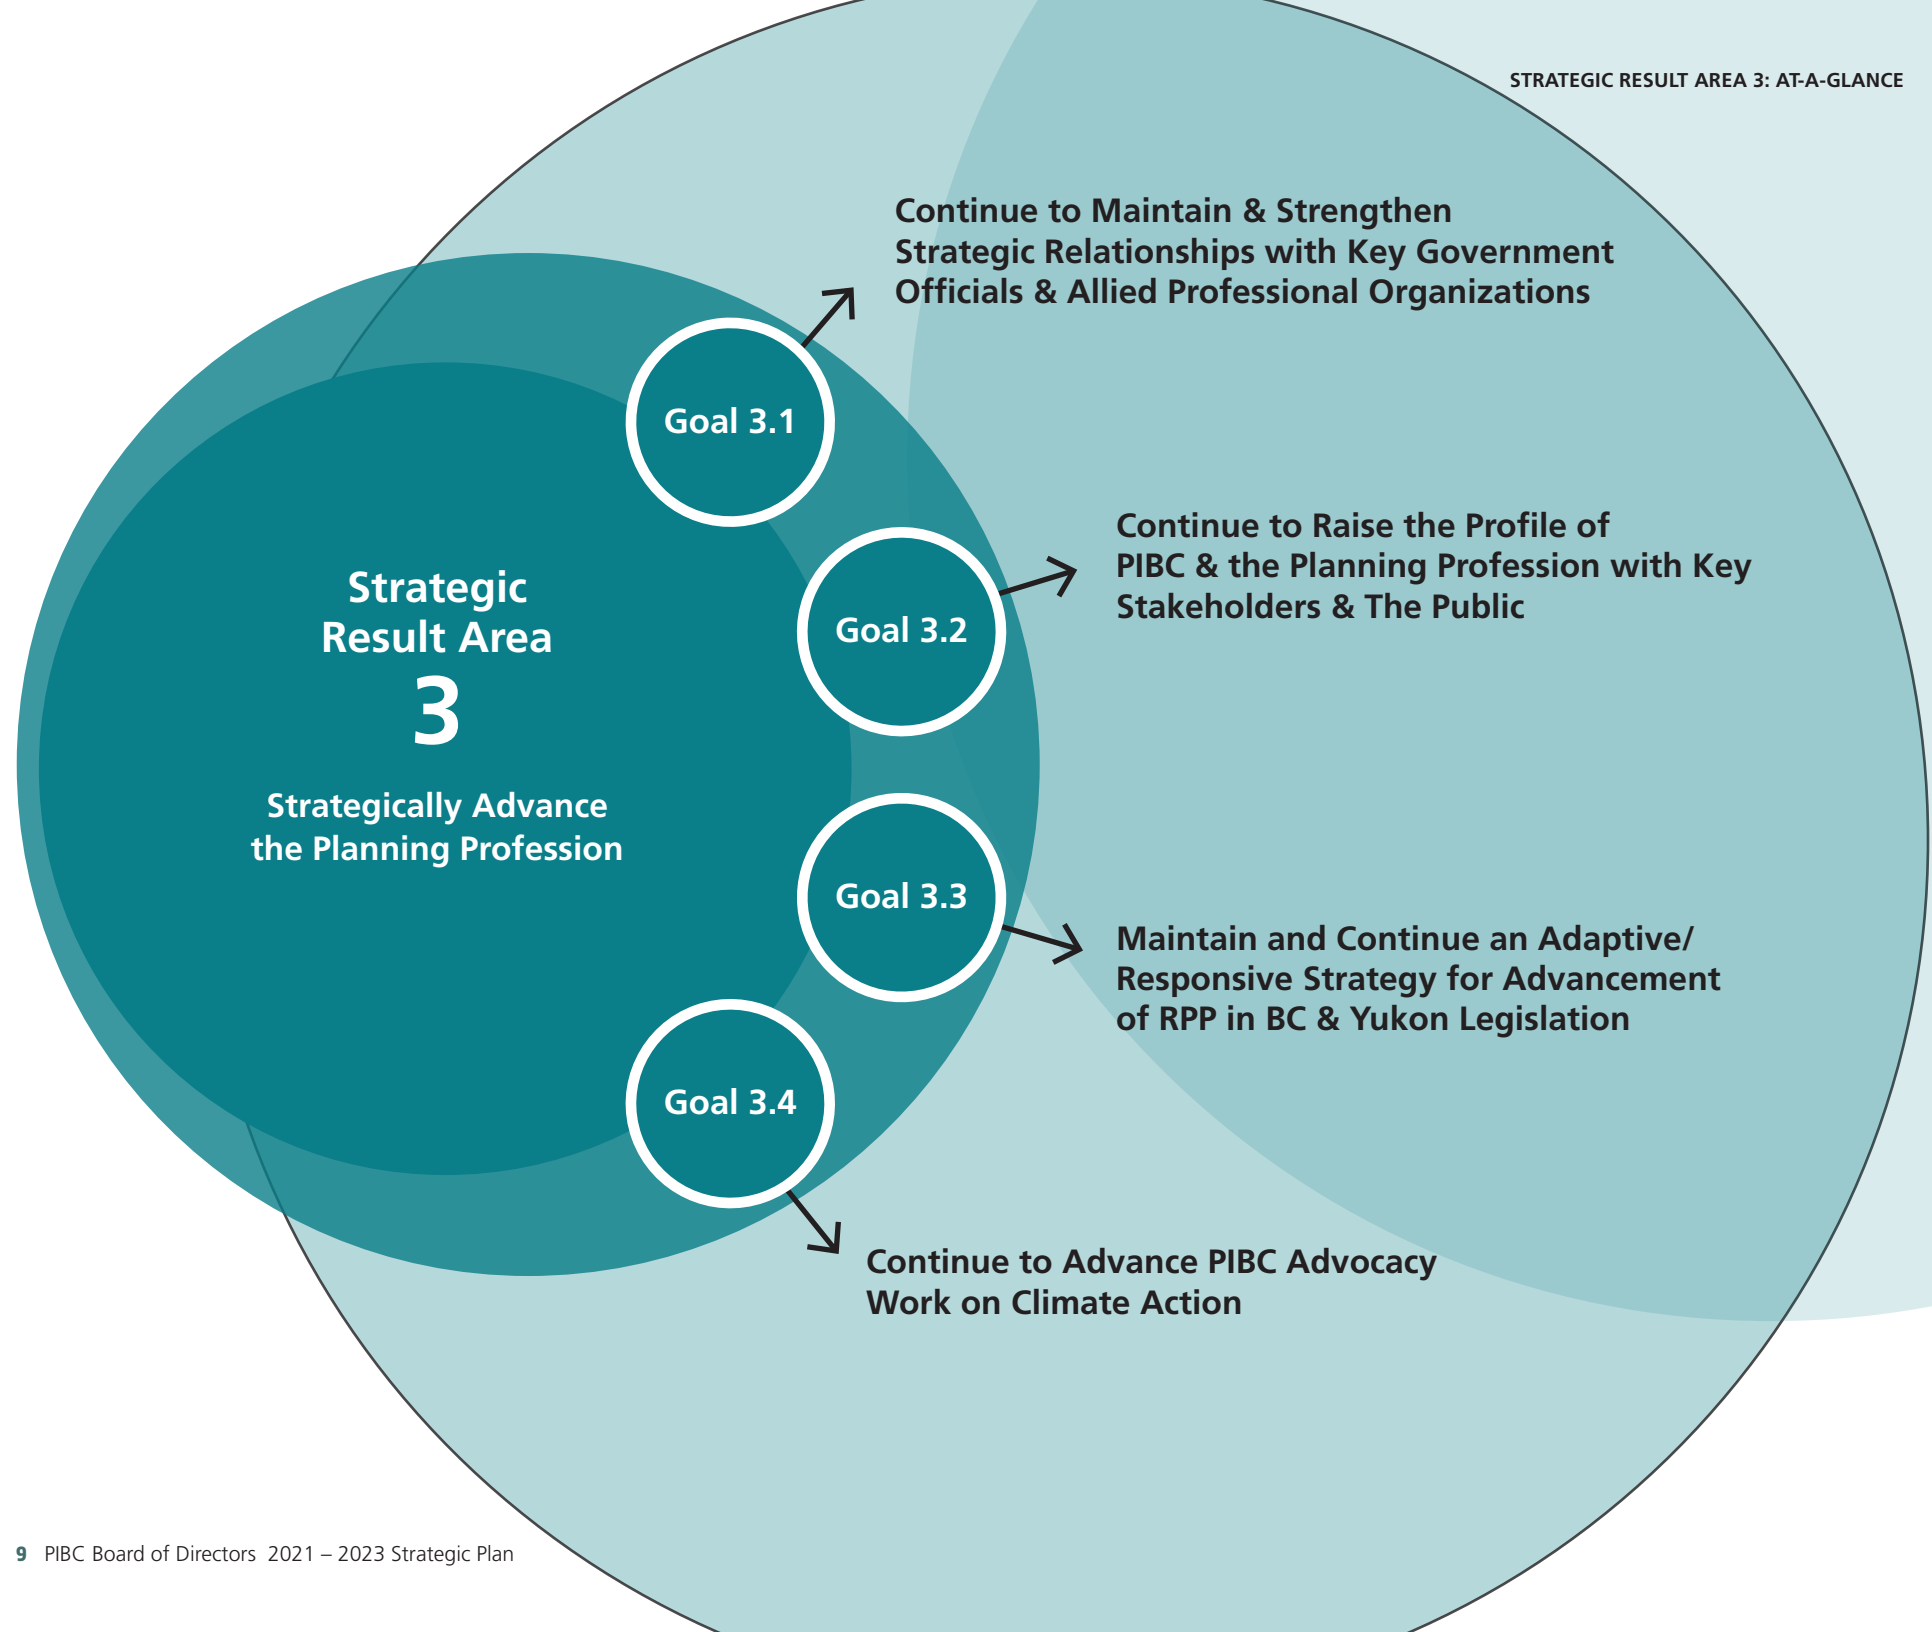 STRATEGIC RESULT AREA 3: AT-A-GLANCE
Continue to Maintain & Strengthen
Strategic Relationships with Key Government
Officials & Allied Professional Organizations
Goal 3.1
Continue to Raise the Profile of
PIBC & the Planning Profession with Key
Stakeholders & The Public
Goal 3.2
Strategic
Result Area
3
Strategically Advance
the Planning Profession
Goal 3.3
Maintain and Continue an Adaptive/
Responsive Strategy for Advancement
of RPP in BC & Yukon Legislation
Goal 3.4
Continue to Advance PIBC Advocacy
Work on Climate Action
9 PIBC Board of Directors 2021 – 2023 Strategic Plan